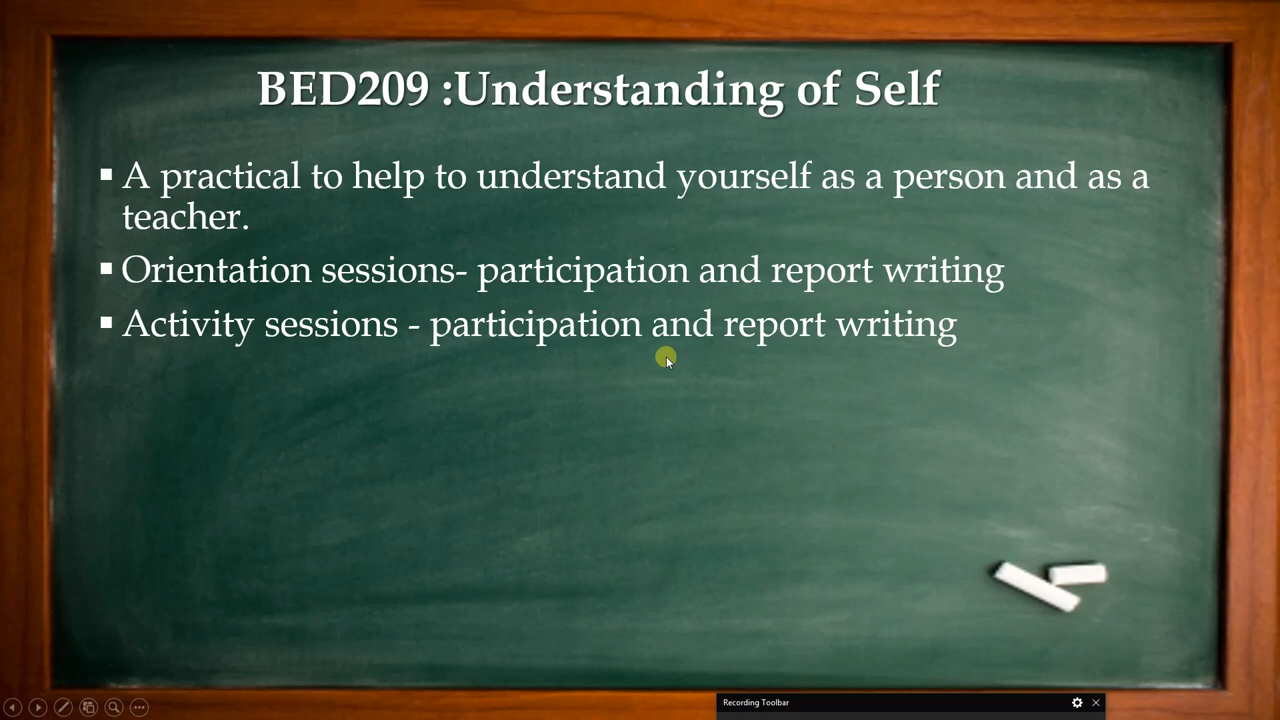 BED209 :Understanding of Self
▪ A practical to help to understand yourself as a person and as a
teacher.
▪ Orientation sessions- participation and report writing
▪ Activity sessions - participation and report writing
Recording Toolbar